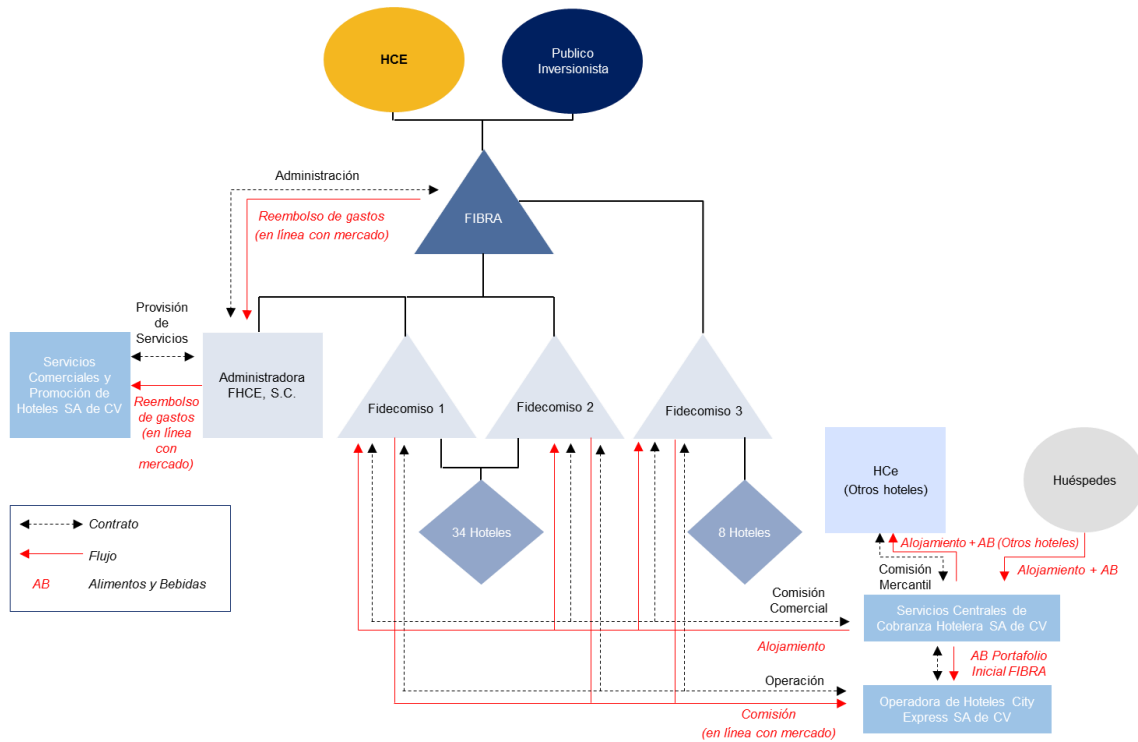 HCE
Publico
Inversionista
Administración
FIBRA
Reembolso de gastos
(en línea con mercado)
Provisión
de
Servicios
Servicios
Comerciales y
Promoción de
Hoteles SA de CV
Administradora
FHCE, S.C.
Reembolso
de gastos
(en línea
con
mercado)
Fidecomiso 1
Fidecomiso 2
Fidecomiso 3
HCe
(Otros hoteles)
Huéspedes
34 Hoteles
8 Hoteles
Contrato
Flujo
AB
Alimentos y Bebidas
Alojamiento + AB (Otros hoteles)
Alojamiento + AB
Comisión
Mercantil
Comisión
Comercial
Servicios Centrales de
Cobranza Hotelera SA de CV
Alojamiento
AB Portafolio
Inicial FIBRA
Operación
Operadora de Hoteles City
Express SA de CV
Comisión
(en línea con mercado)